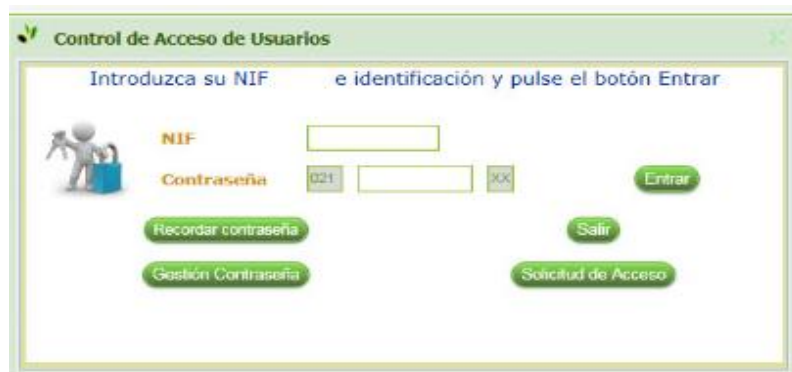 Control de Acceso de Usuarios
Introduzca su NIF e identificación y pulse el botón Entrar
NIF
Contraseña 021 XX Entrar
Recordar contraseña Salir
Gestión Contraseña Solicitud de Acceso